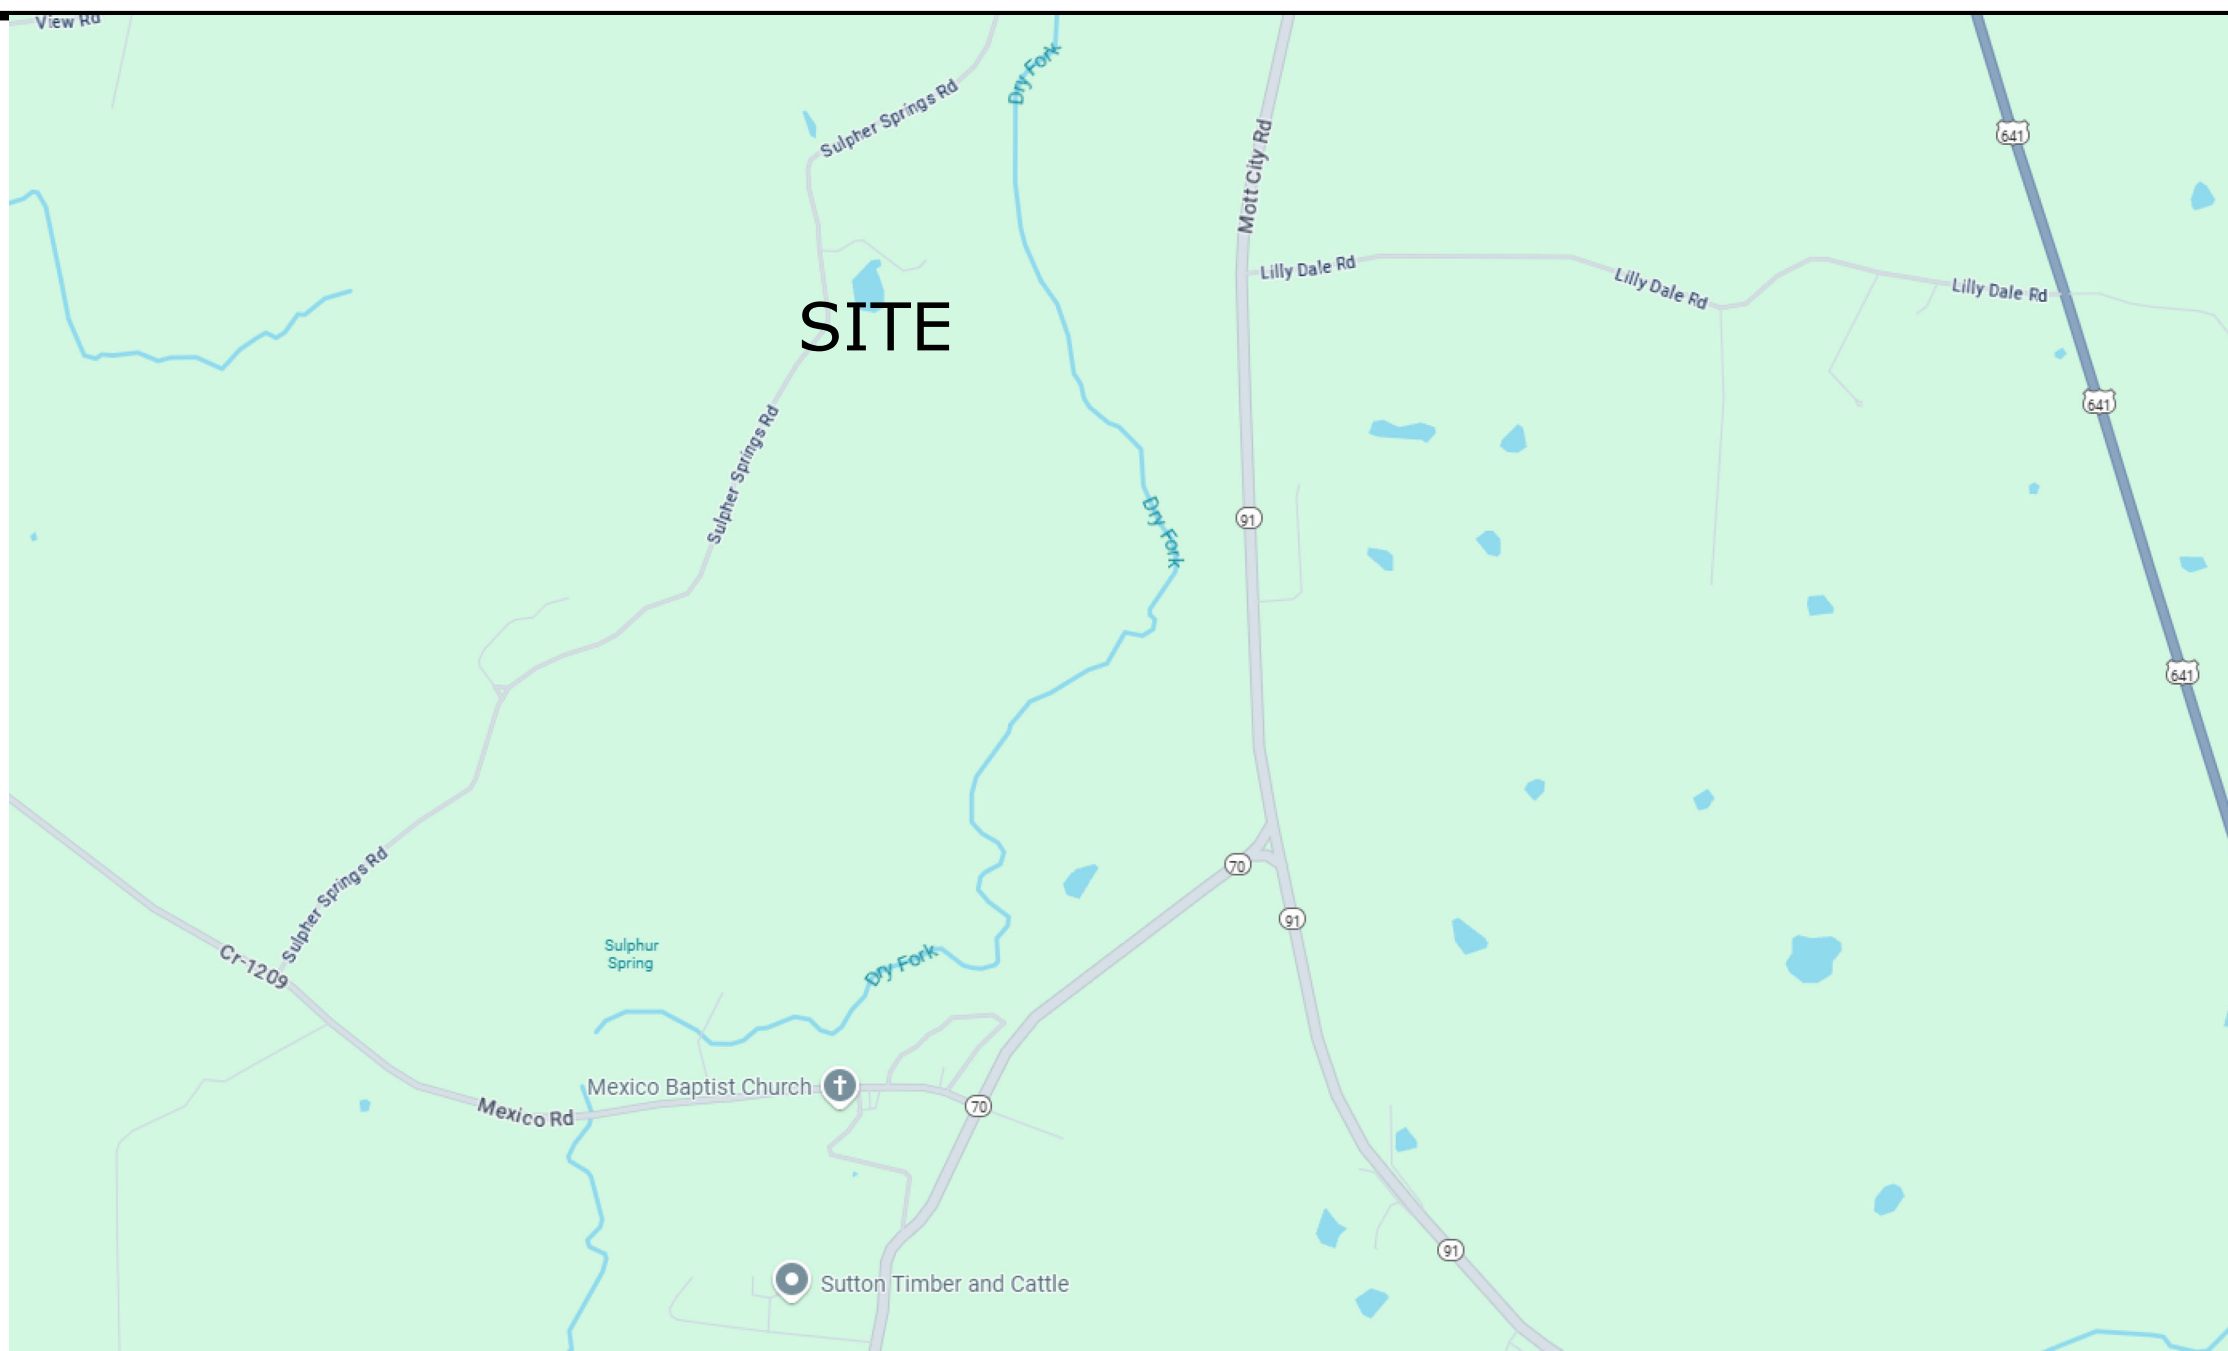 View Rd
Dry Fork
Sulpher Springs Rd
Mott City Rd
641
Lilly Dale Rd
Lilly Dale Rd
Lilly Dale Rd
SITE
641
Sulpher Springs Rd
91
Dry Fork
641
70
Sulpher Springs Rd
91
Sulphur
Spring
Dry Fork
Cr-1209
Mexico Baptist Church
Mexico Rd
70
91
Sutton Timber and Cattle